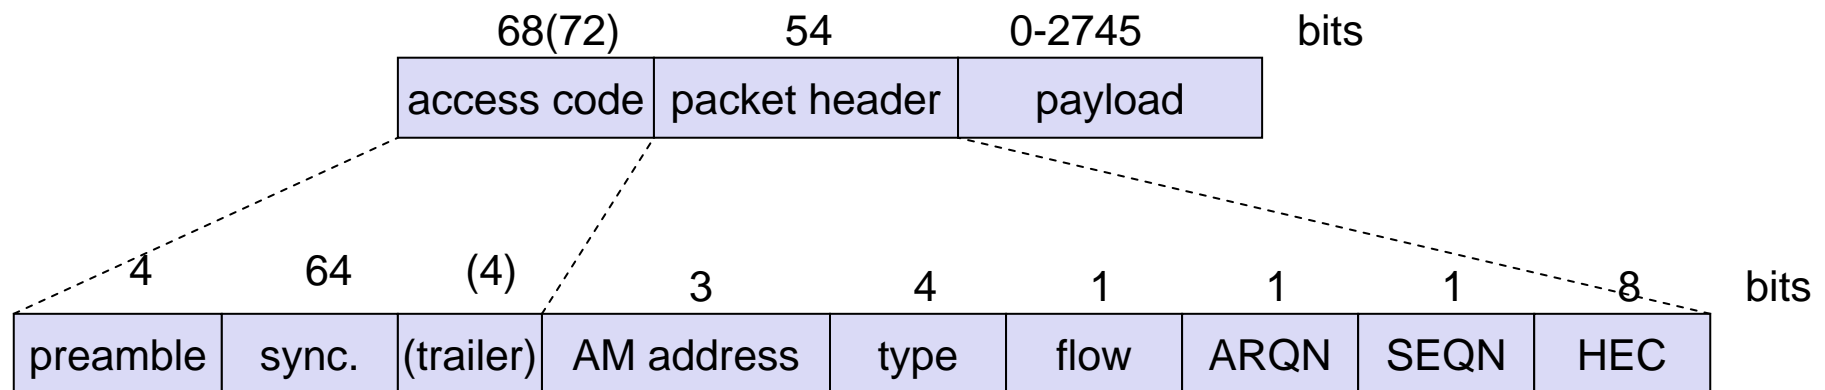 68(72) 54 0-2745 bits
access code packet header payload
4 64 (4) 3 4 1 1 1 8 bits
preamble sync. (trailer) AM address type flow ARQN SEQN HEC